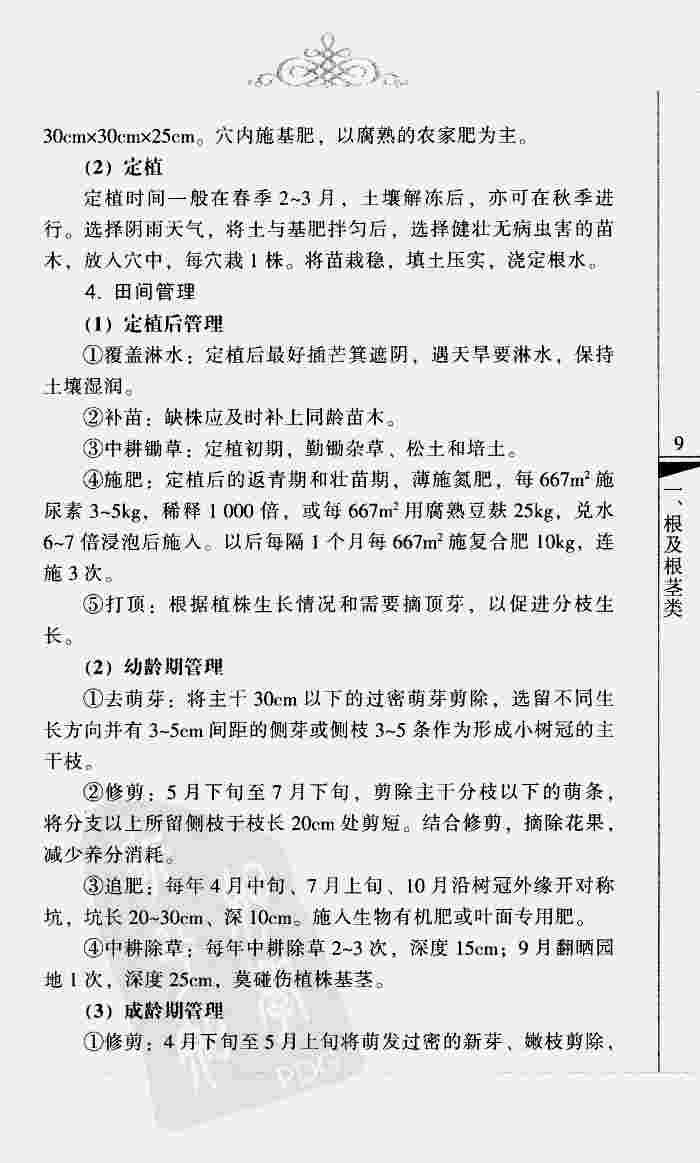 30cm×30cm×25cm。穴内施基肥，以腐熟的农家肥为主。
（2）定植
定植时间一般在春季 2~3 月，土壤解冻后，亦可在秋季进
行。选择阴雨天气，将土与基肥拌匀后，选择健壮无病虫害的苗
木，放入穴中，每穴栽 1 株。将苗栽稳，填土压实，浇定根水。
4. 田间管理
（1）定植后管理
①覆盖淋水：定植后最好插芒箕遮阴，遇天旱要淋水，保持
土壤湿润。
②补苗：缺株应及时补上同龄苗木。
③中耕锄草：定植初期，勤锄杂草、松土和培土。
④施肥：定植后的返青期和壮苗期，薄施氮肥，每 667m² 施
尿素 3~5kg，稀释 1 000 倍，或每 667m² 用腐熟豆麸 25kg，兑水
6~7 倍浸泡后施入。以后每隔 1 个月每 667m² 施复合肥 10kg，连
施 3 次。
⑤打顶：根据植株生长情况和需要摘顶芽，以促进分枝生
长。
（2）幼龄期管理
①去萌芽：将主干 30cm 以下的过密萌芽剪除，选留不同生
长方向并有 3~5cm 间距的侧芽或侧枝 3~5 条作为形成小树冠的主
干枝。
②修剪：5 月下旬至 7 月下旬，剪除主干分枝以下的萌条，
将分支以上所留侧枝于枝长 20cm 处剪短。结合修剪，摘除花果，
减少养分消耗。
③追肥：每年 4 月中旬、7 月上旬、10 月沿树冠外缘开对称
坑，坑长 20~30cm、深 10cm。施入生物有机肥或叶面专用肥。
④中耕除草：每年中耕除草 2~3 次，深度 15cm；9 月翻晒园
地 1 次，深度 25cm，莫碰伤植株基茎。
（3）成龄期管理
①修剪：4 月下旬至 5 月上旬将萌发过密的新芽、嫩枝剪除，
9
一、根及根茎类
PDG